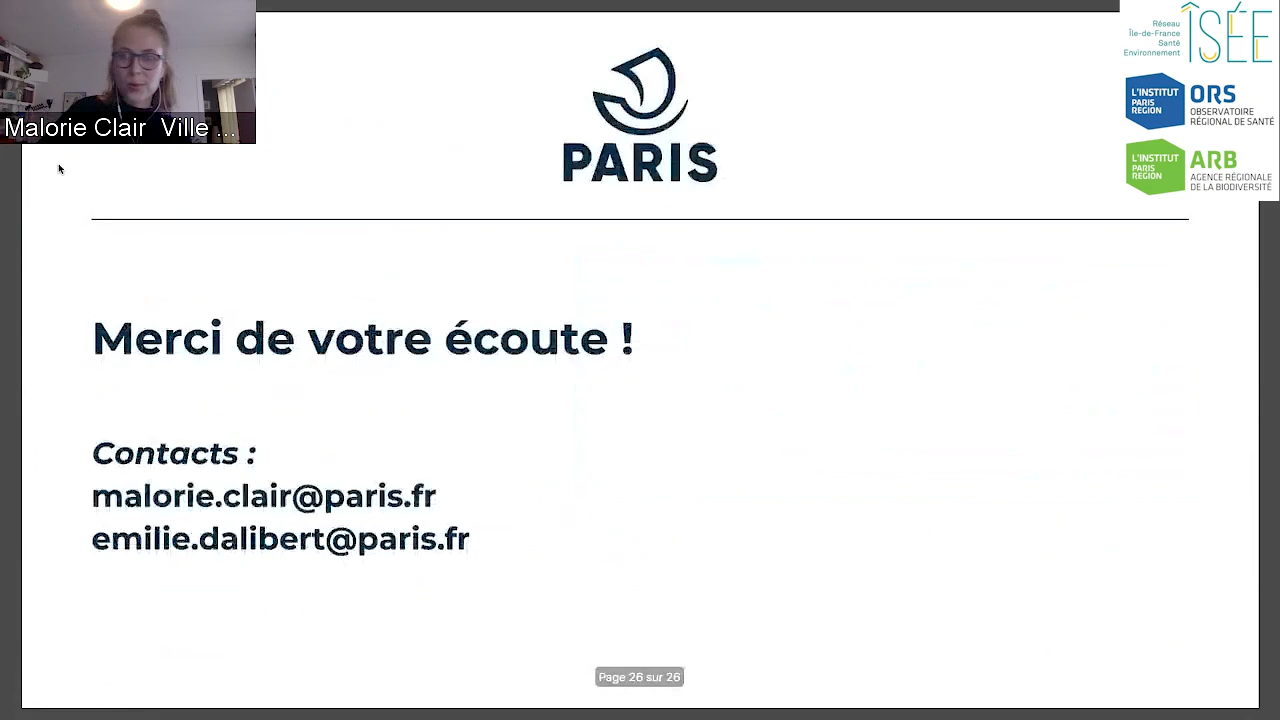 Malorie Clair Ville ...
PARIS
Réseau
Île-de-France
Santé
Environnement
ÎSÉE
L'INSTITUT
PARIS
REGION
ORS
OBSERVATOIRE
RÉGIONAL DE SANTÉ
L'INSTITUT
PARIS
REGION
ARB
AGENCE RÉGIONALE
DE LA BIODIVERSITÉ
Merci de votre écoute !
Contacts :
malorie.clair@paris.fr
emilie.dalibert@paris.fr
Page 26 sur 26